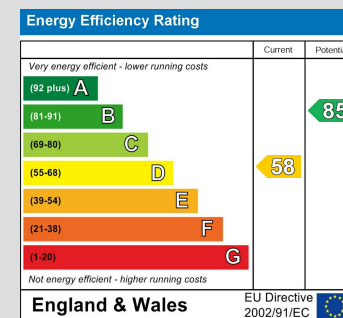 Energy Efficiency Rating
Current
Very energy efficient - lower running costs
(92 plus) A
(81-91) B
85
(69-80) C
(55-68) D
58
(39-54) E
(21-38) F
(1-20) G
Not energy efficient - higher running costs
England & Wales
EU Directive
2002/91/EC